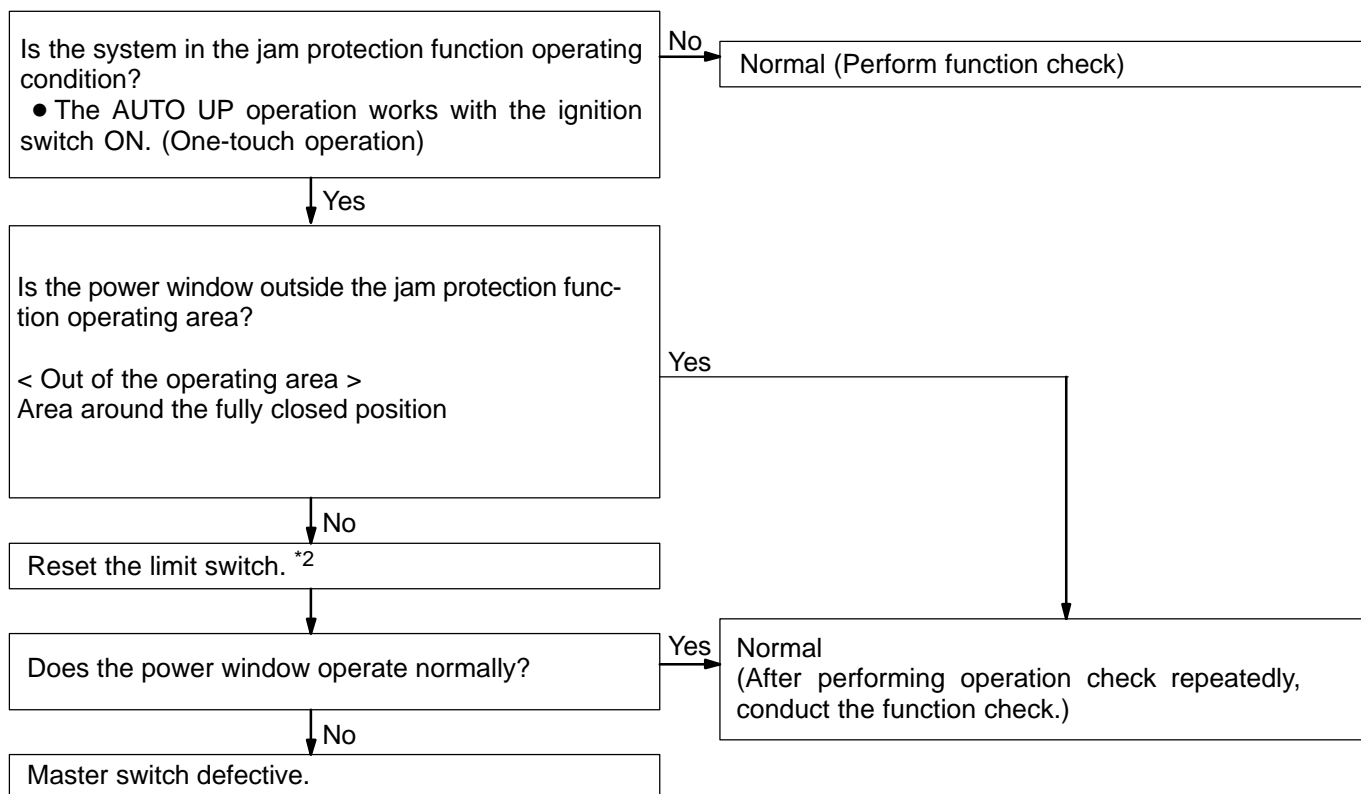 Is the system in the jam protection function operating
condition?
● The AUTO UP operation works with the ignition
switch ON. (One-touch operation)
No
Normal (Perform function check)
Yes
Is the power window outside the jam protection func-
tion operating area?
< Out of the operating area >
Area around the fully closed position
Yes
No
Reset the limit switch. *2
Does the power window operate normally?
Yes
Normal
(After performing operation check repeatedly,
conduct the function check.)
No
Master switch defective.